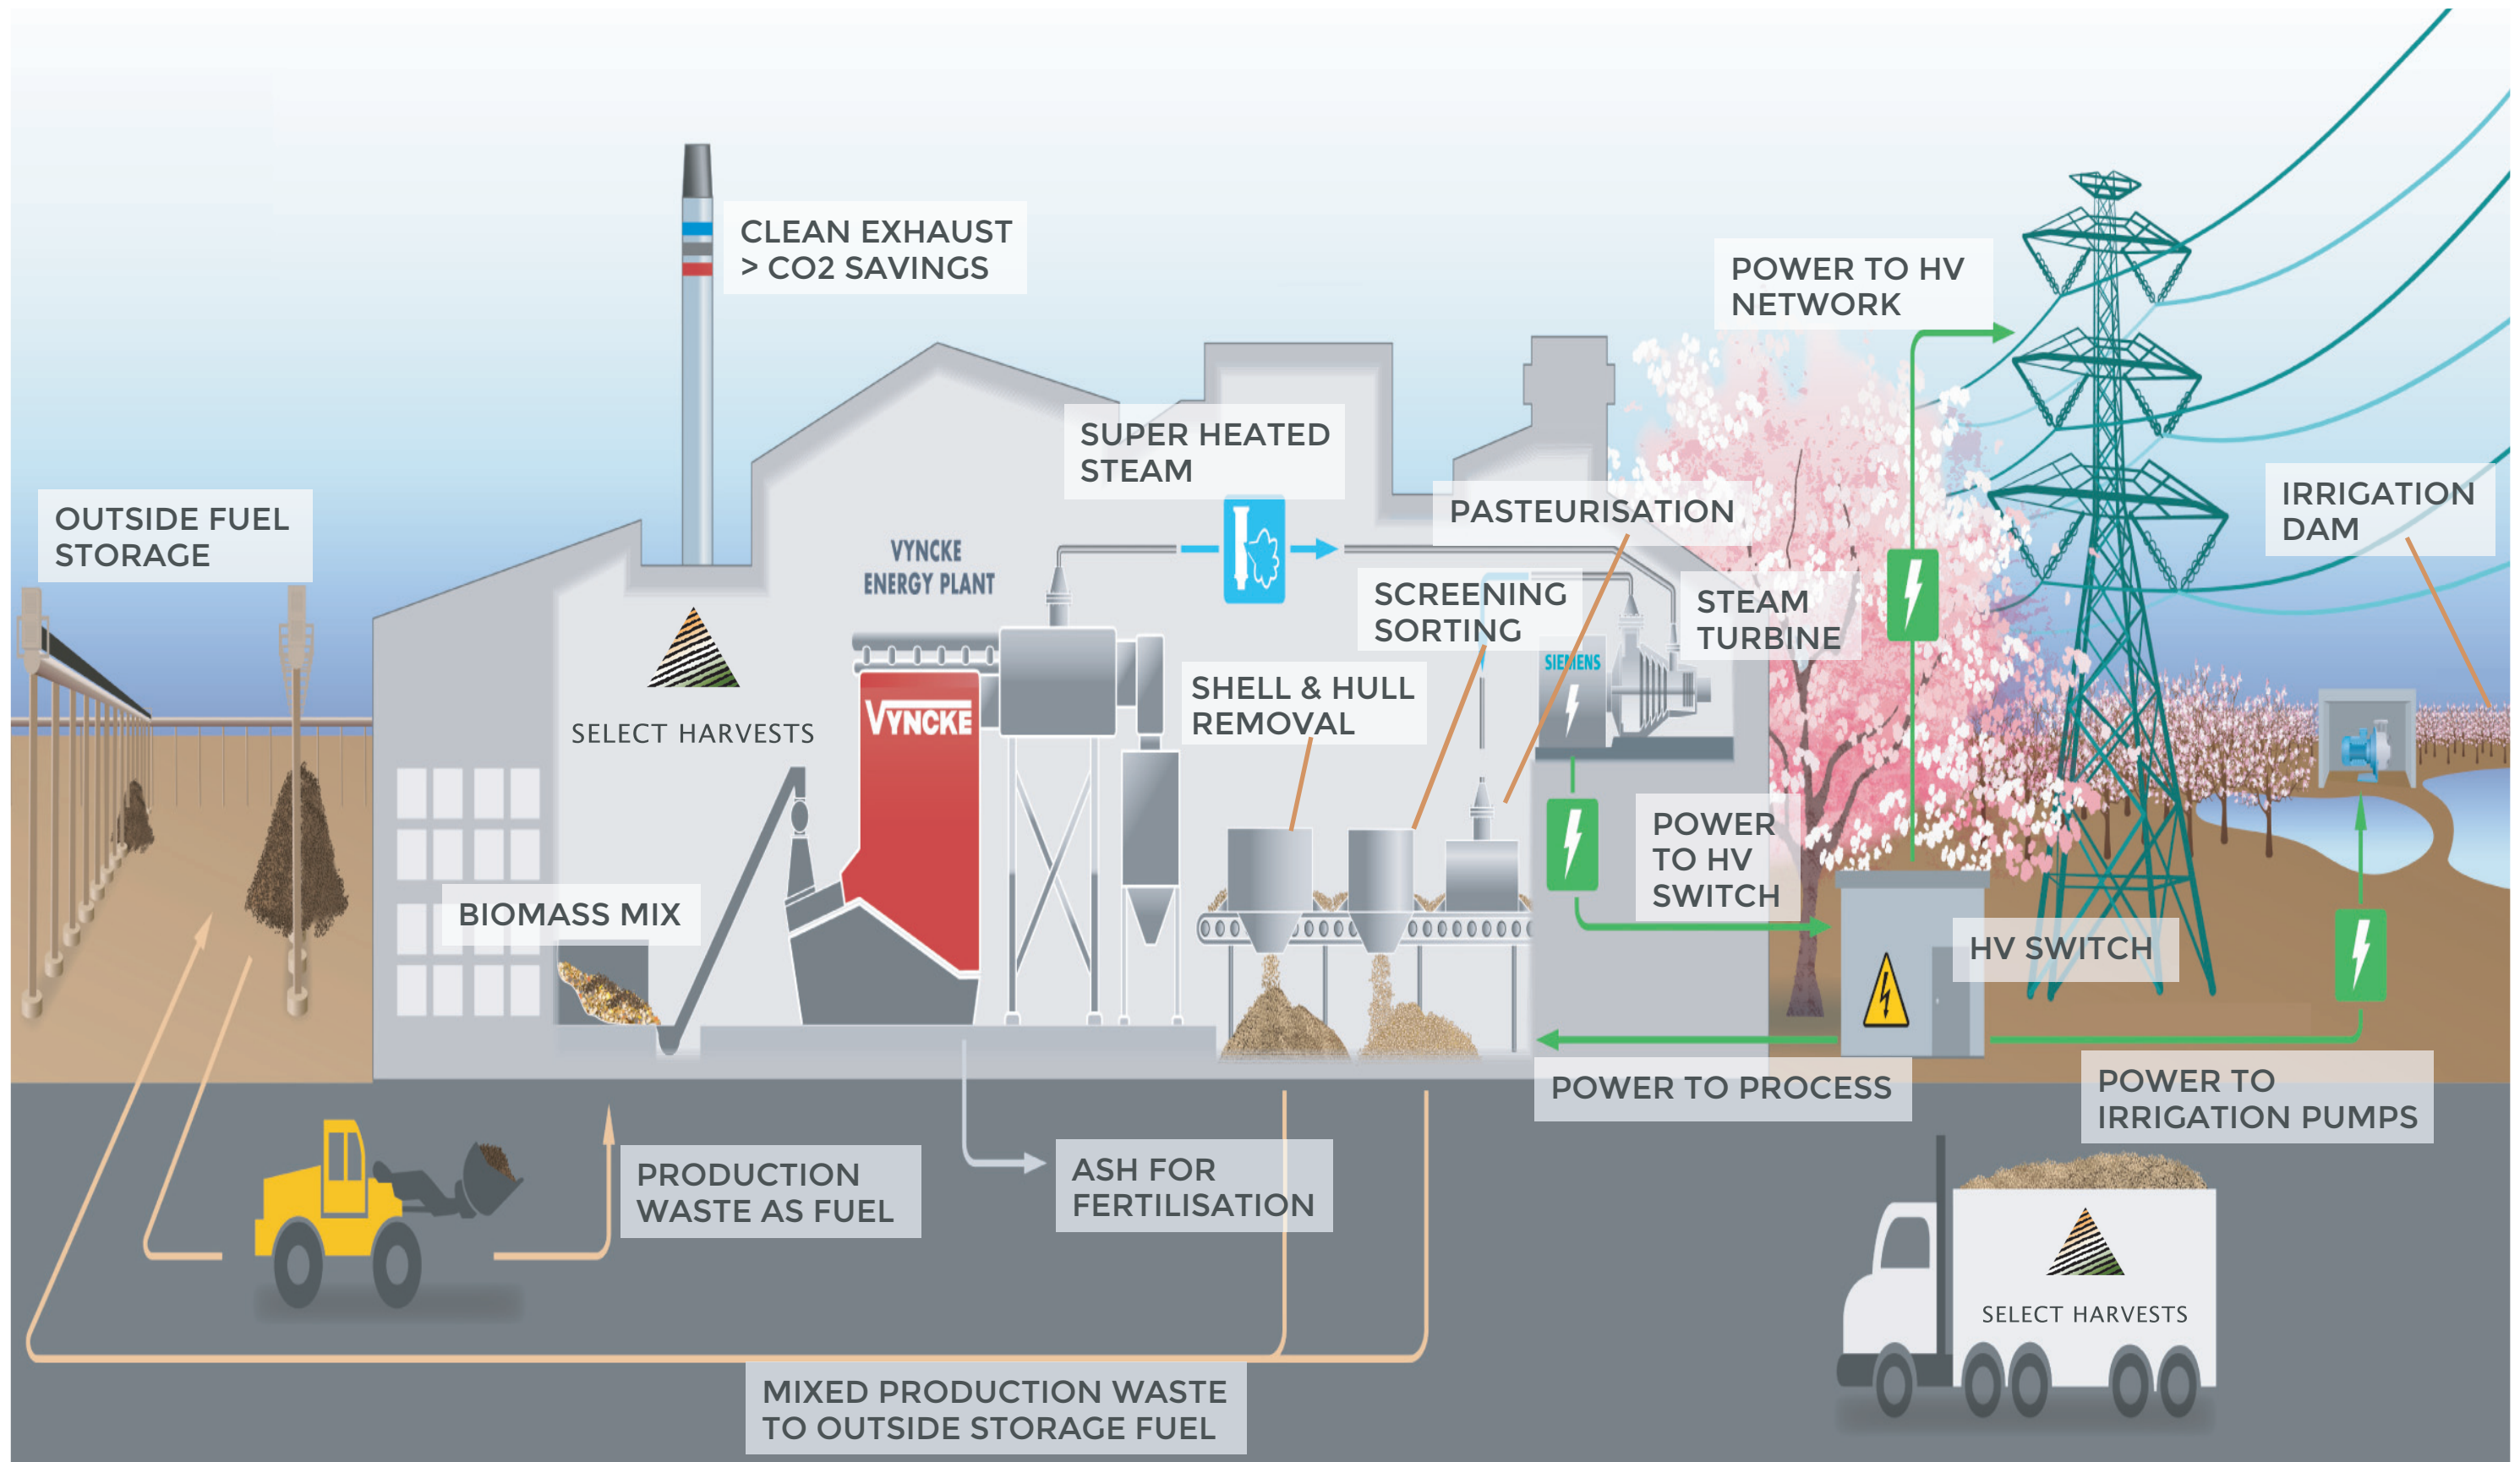 CLEAN EXHAUST
> CO2 SAVINGS
POWER TO HV
NETWORK
SUPER HEATED
STEAM
PASTEURISATION
IRRIGATION
DAM
OUTSIDE FUEL
STORAGE
VYNCKE
ENERGY PLANT
SCREENING
SORTING
STEAM
TURBINE
SIEMENS
SHELL & HULL
REMOVAL
VYNCKE
SELECT HARVESTS
POWER
TO HV
SWITCH
BIOMASS MIX
HV SWITCH
POWER TO PROCESS
POWER TO
IRRIGATION PUMPS
PRODUCTION
WASTE AS FUEL
ASH FOR
FERTILISATION
SELECT HARVESTS
MIXED PRODUCTION WASTE
TO OUTSIDE STORAGE FUEL